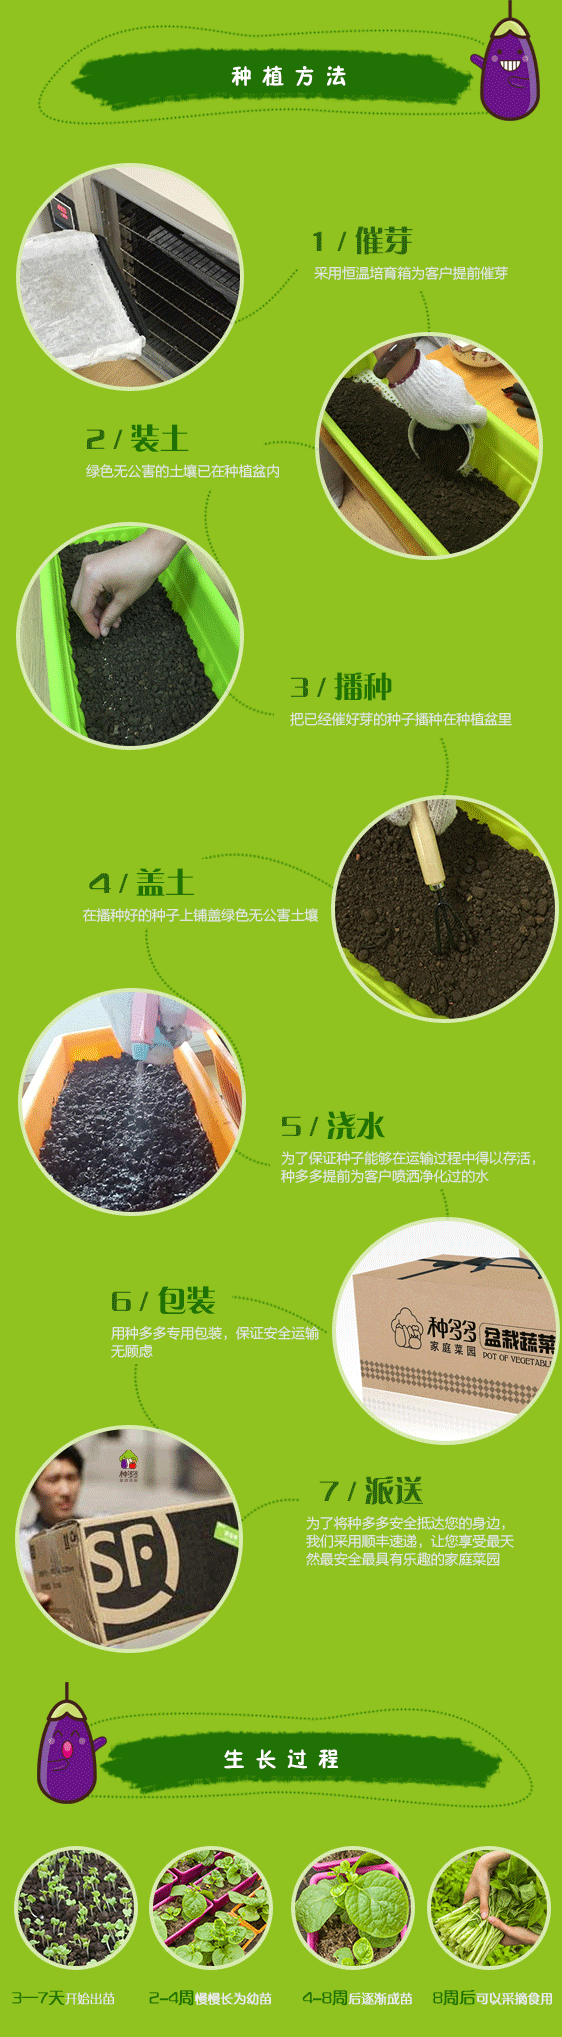 种植方法
1 / 催芽
采用恒温培育箱为客户提前催芽
2 / 装土
绿色无公害的土壤已在种植盆内
3 / 播种
把已经催好芽的种子播种在种植盆里
4 / 盖土
在播种好的种子上铺盖绿色无公害土壤
5 / 浇水
为了保证种子能够在运输过程中得以存活，
种多多提前为客户喷洒净化过的水
6 / 包装
用种多多专用包装，保证安全运输
无顾虑
种多多
家庭菜园
盆栽蔬菜
POT OF VEGETABL
种多多
SF
7 / 派送
为了将种多多安全抵达您的身边，
我们采用顺丰速递，让您享受最天
然最安全最具有乐趣的家庭菜园
生长过程
3—7天开始出苗
2-4周慢慢长为幼苗
4-8周后逐渐成苗
8周后可以采摘食用